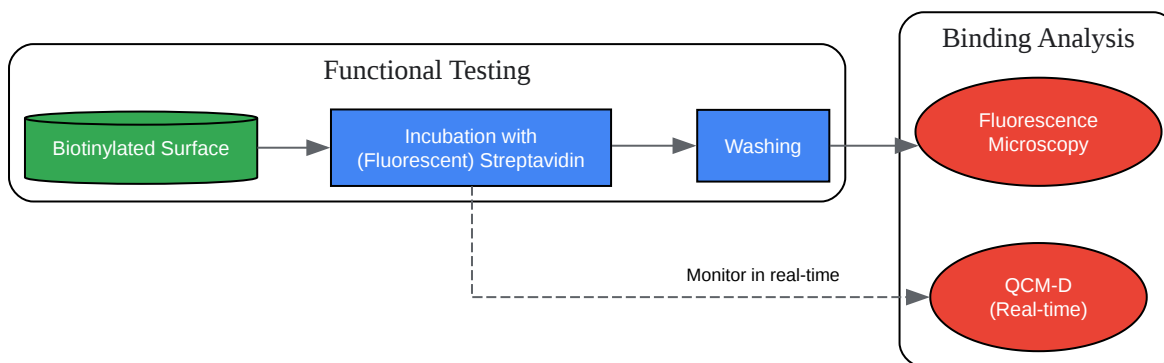 Functional Testing
Biotinylated Surface
Incubation with
(Fluorescent) Streptavidin
Washing
Monitor in real-time
Binding Analysis
Fluorescence
Microscopy
QCM-D
(Real-time)